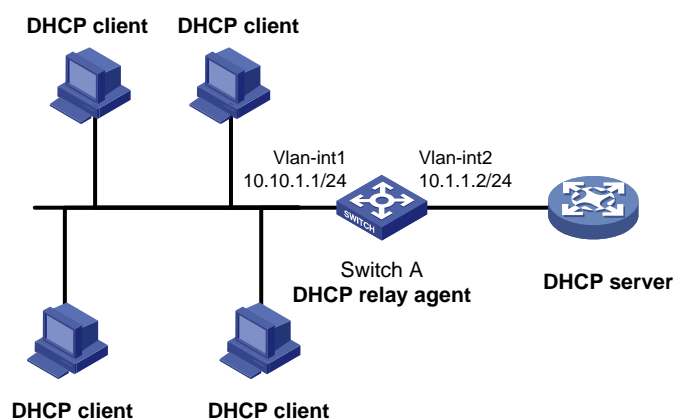 DHCP client
DHCP client
Vlan-int1
10.10.1.1/24
Vlan-int2
10.1.1.2/24
SWITCH
Switch A
DHCP relay agent
DHCP server
DHCP client
DHCP client